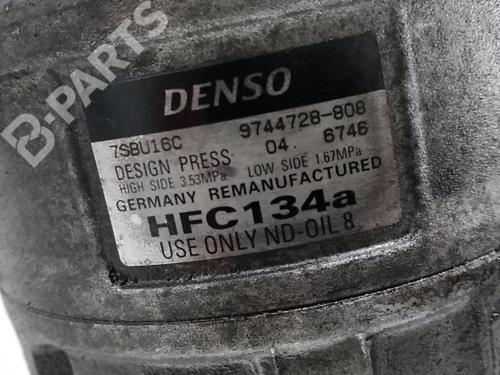 B-PARTS
DENSO
7SBU16C 9744728-808
DESIGN PRESS 04. 6746
HIGH SIDE 3.53MPa LOW SIDE 1.67MPa
GERMANY REMANUFACTURED
HFC134a
USE ONLY ND-OIL 8